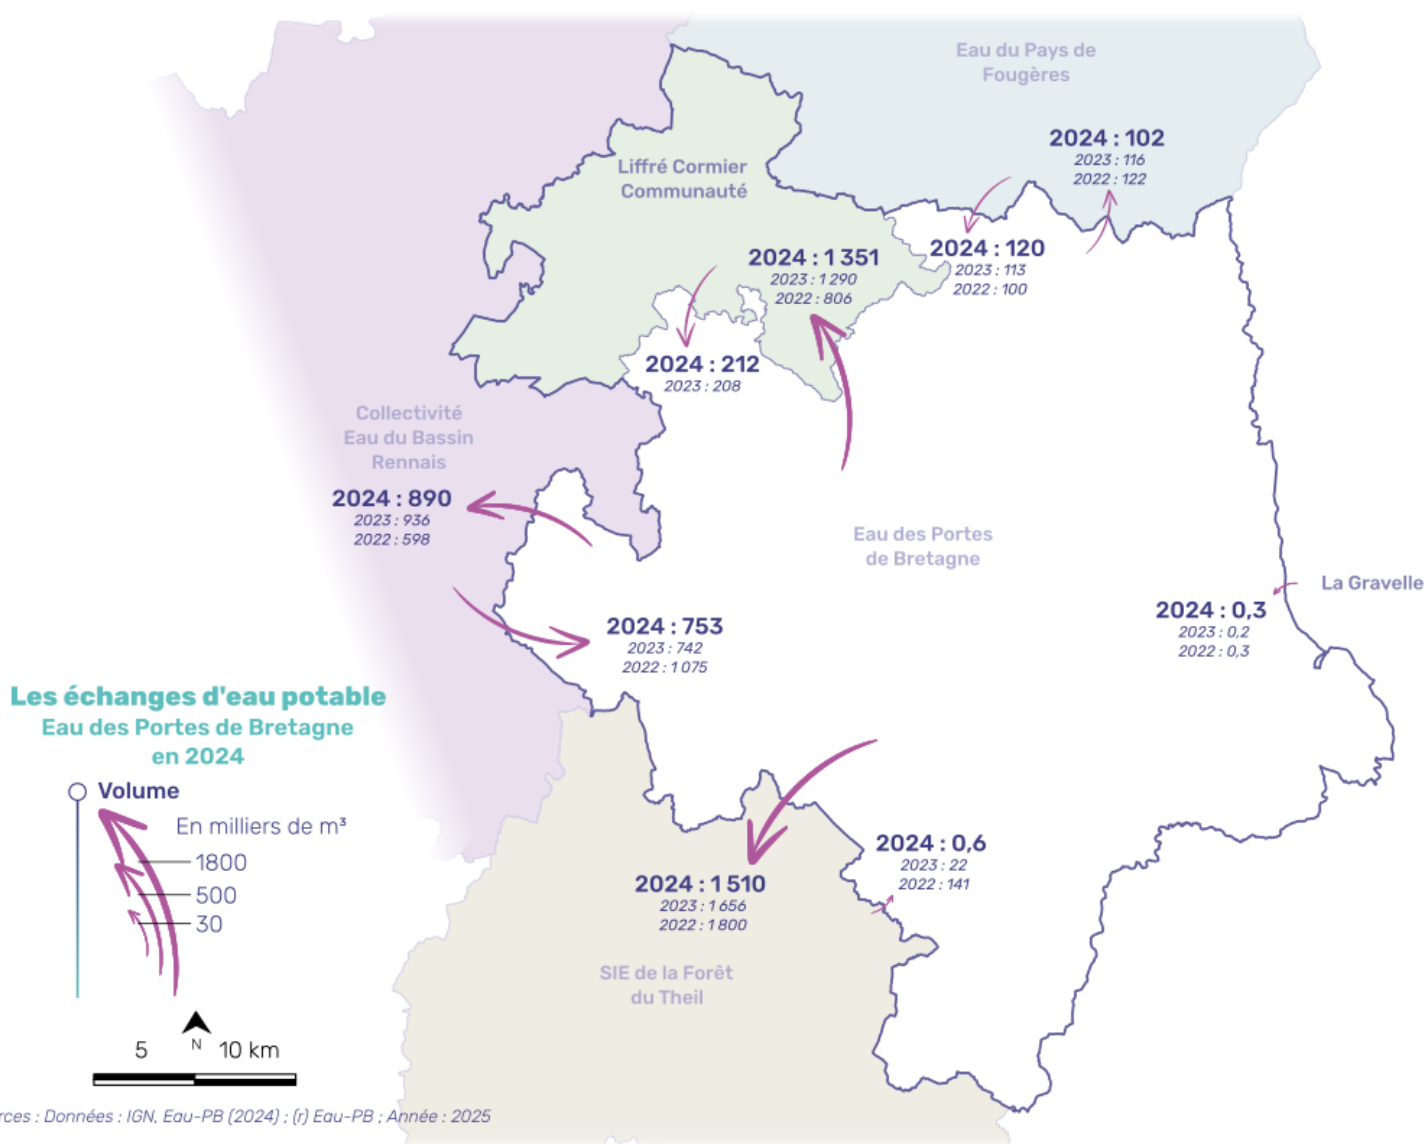 Eau du Pays de
Fougères
2024 : 102
2023 : 116
2022 : 122
Liffré Cormier
Communauté
2024 : 1 351
2023 : 1 290
2022 : 806
2024 : 120
2023 : 113
2022 : 100
2024 : 212
2023 : 208
Collectivité
Eau du Bassin
Rennais
2024 : 890
2023 : 936
2022 : 598
Eau des Portes
de Bretagne
La Gravelle
2024 : 0,3
2023 : 0,2
2022 : 0,3
2024 : 753
2023 : 742
2022 : 1 075
Les échanges d'eau potable
Eau des Portes de Bretagne
en 2024
Volume
En milliers de m³
1800
500
30
2024 : 0,6
2023 : 22
2022 : 141
2024 : 1 510
2023 : 1 656
2022 : 1 800
SIE de la Forêt
du Theil
5 N 10 km
rces : Données : IGN, Eau-PB (2024) ; (r) Eau-PB ; Année : 2025